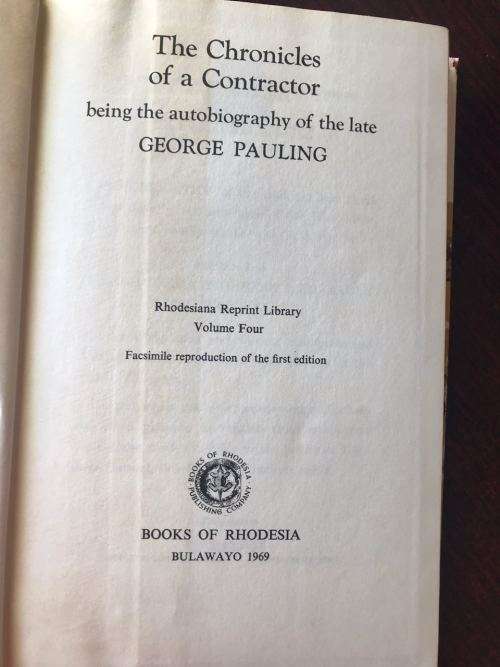 The Chronicles
of a Contractor
being the autobiography of the late
GEORGE PAULING
Rhodesiana Reprint Library
Volume Four
Facsimile reproduction of the first edition
BOOKS OF RHODESIA
PUBLISHING COMPANY
BOOKS OF RHODESIA
BULAWAYO 1969